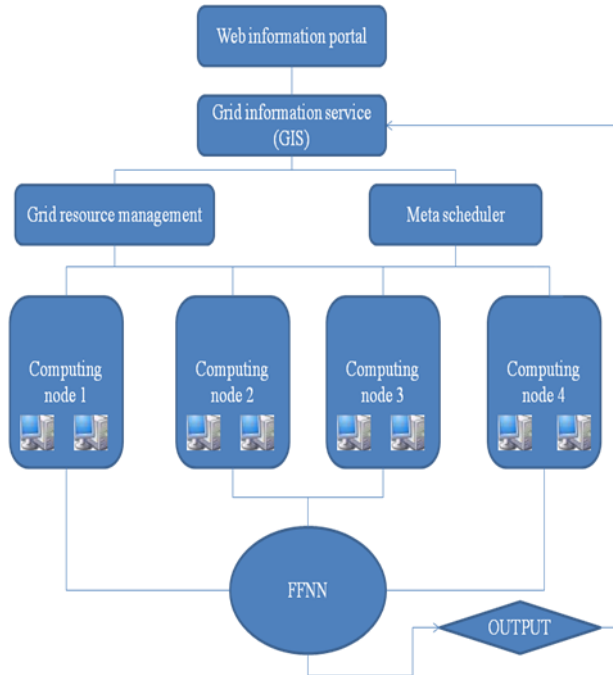 Web information portal
Grid information service
(GIS)
Grid resource management
Meta scheduler
Computing
node 1
Computing
node 2
Computing
node 3
Computing
node 4
FFNN
OUTPUT